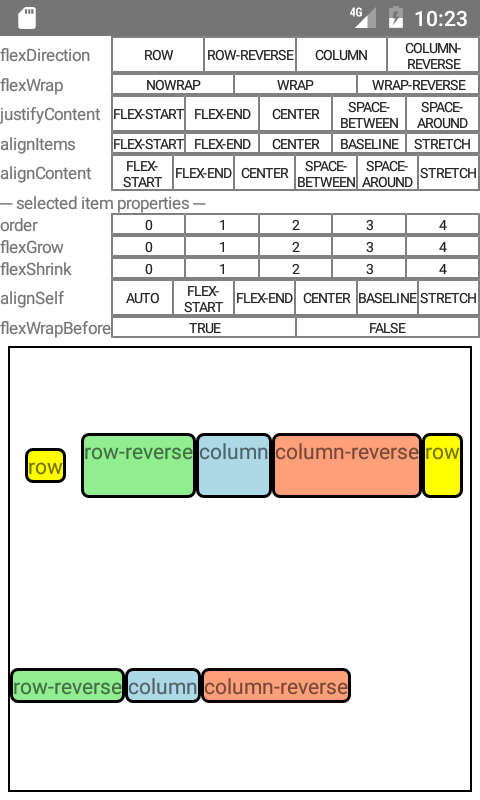 4G 10:23
flexDirection ROW ROW-REVERSE COLUMN COLUMN-REVERSE
flexWrap NOWRAP WRAP WRAP-REVERSE
justifyContent FLEX-START FLEX-END CENTER SPACE-BETWEEN SPACE-AROUND
alignItems FLEX-START FLEX-END CENTER BASELINE STRETCH
alignContent FLEX-START FLEX-END CENTER SPACE-BETWEEN SPACE-AROUND STRETCH
— selected item properties —
order 0 1 2 3 4
flexGrow 0 1 2 3 4
flexShrink 0 1 2 3 4
alignSelf AUTO FLEX-START FLEX-END CENTER BASELINE STRETCH
flexWrapBefore TRUE FALSE
row row-reverse column column-reverse row
row-reverse column column-reverse